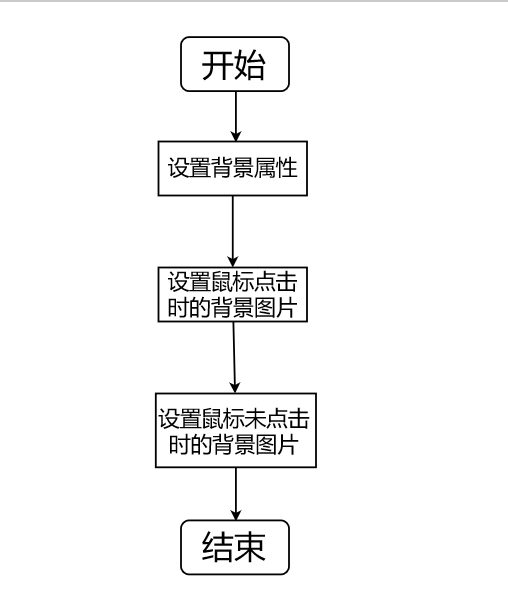 开始
设置背景属性
设置鼠标点击
时的背景图片
设置鼠标未点击
时的背景图片
结束